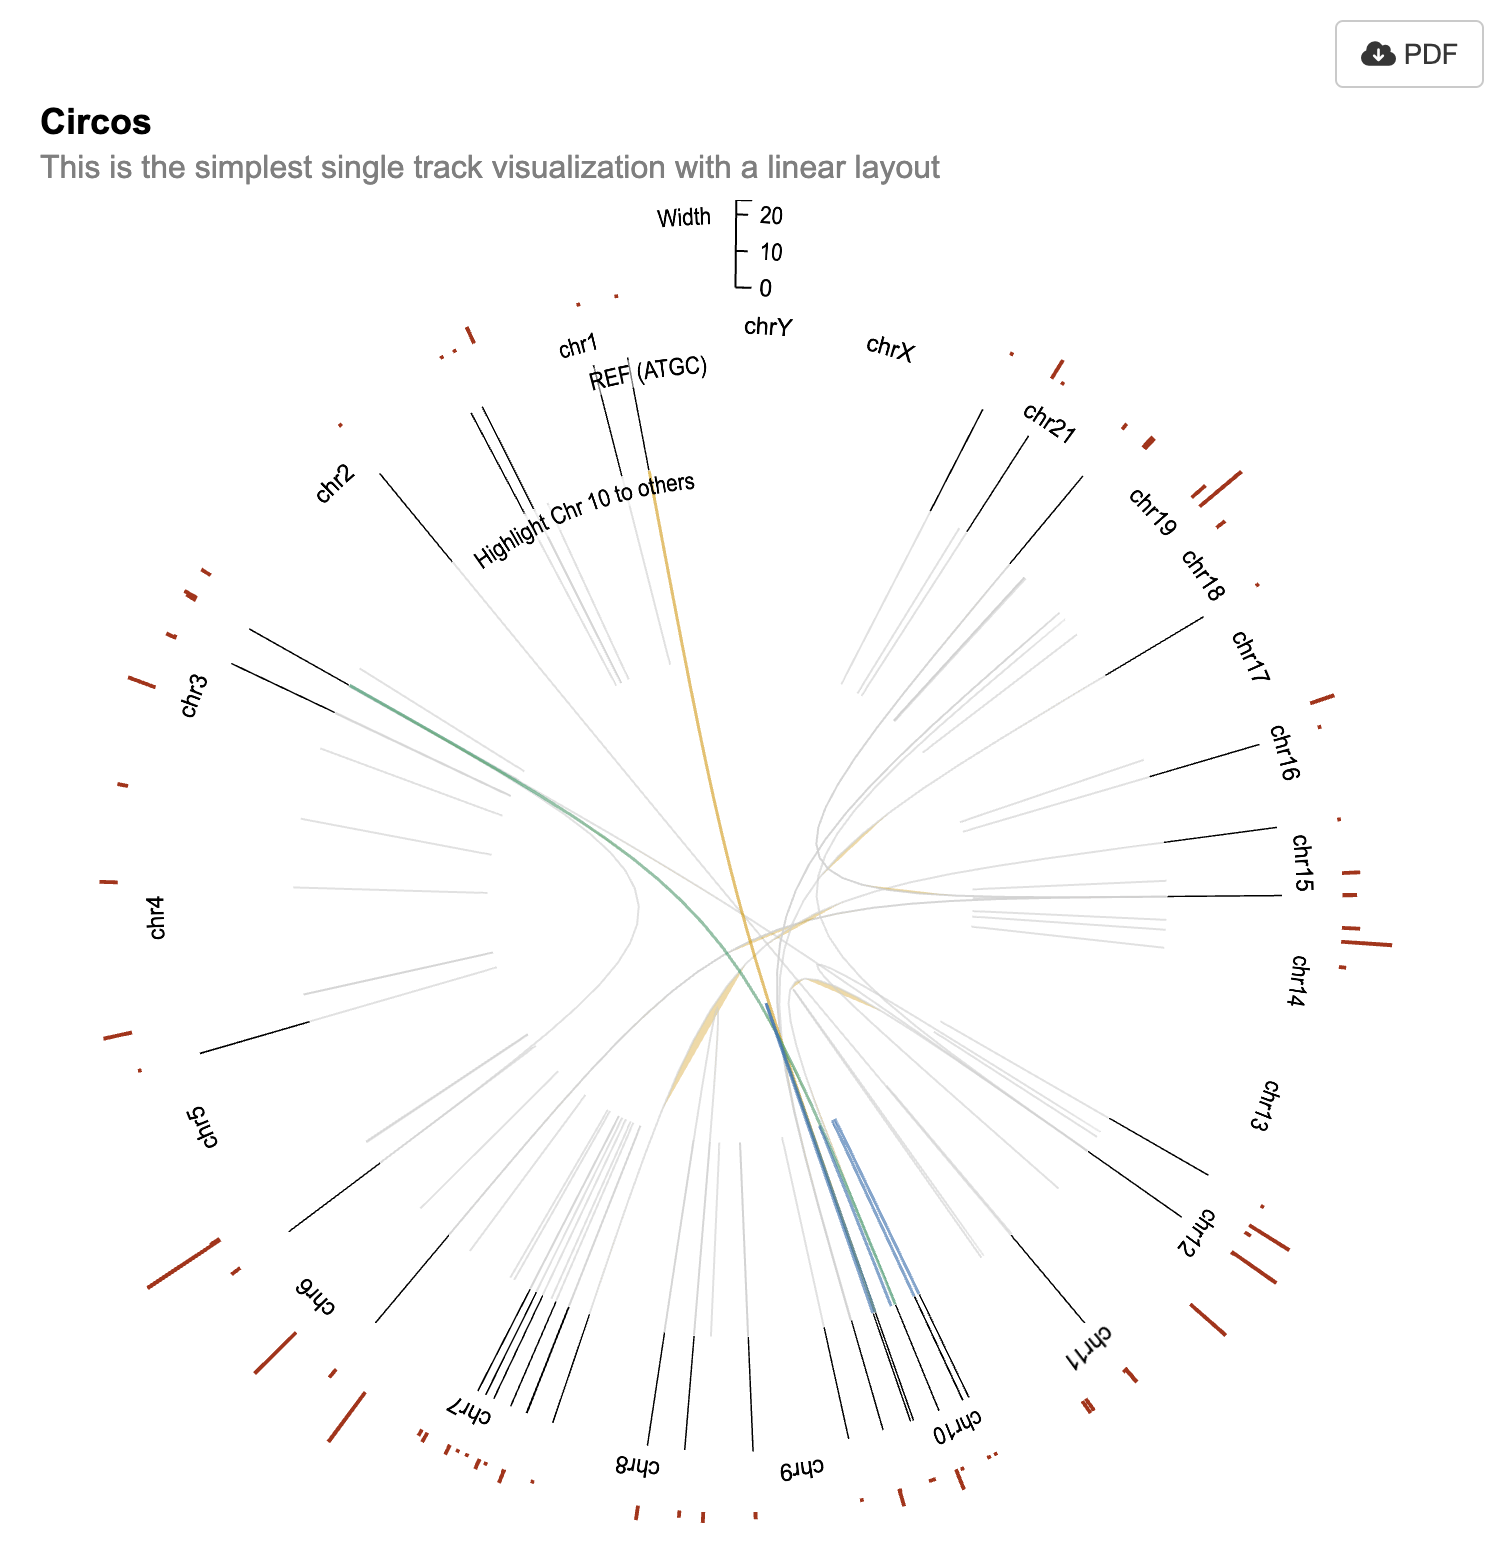 PDF
Circos
This is the simplest single track visualization with a linear layout
Width
20
10
0
chrY
chrX
chr1
REF (ATGC)
chr21
chr2
Highlight Chr 10 to others
chr19
chr18
chr17
chr3
chr16
chr15
chr4
chr14
chr13
chr5
chr12
chr6
chr11
chr7
chr10
chr8
chr9